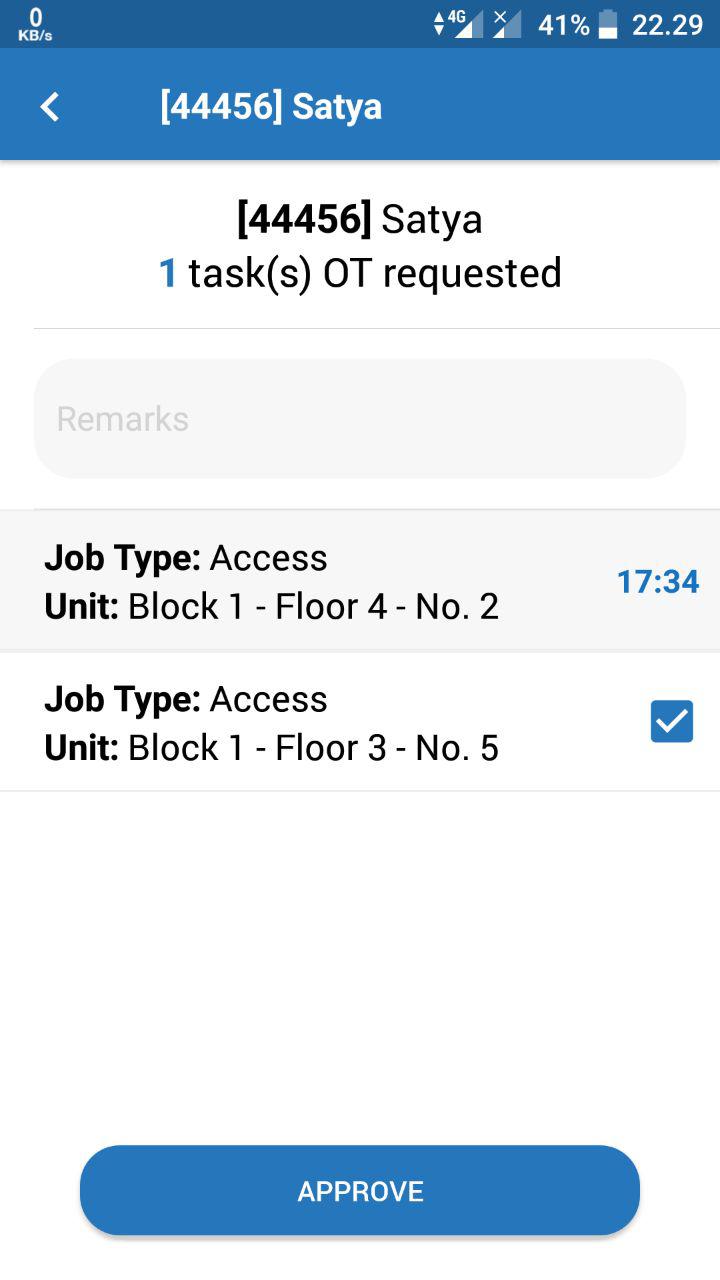 0
KB/s
4G
41%
22.29
[44456] Satya
[44456] Satya
1 task(s) OT requested
Remarks
Job Type: Access
Unit: Block 1 - Floor 4 - No. 2
17:34
Job Type: Access
Unit: Block 1 - Floor 3 - No. 5
APPROVE